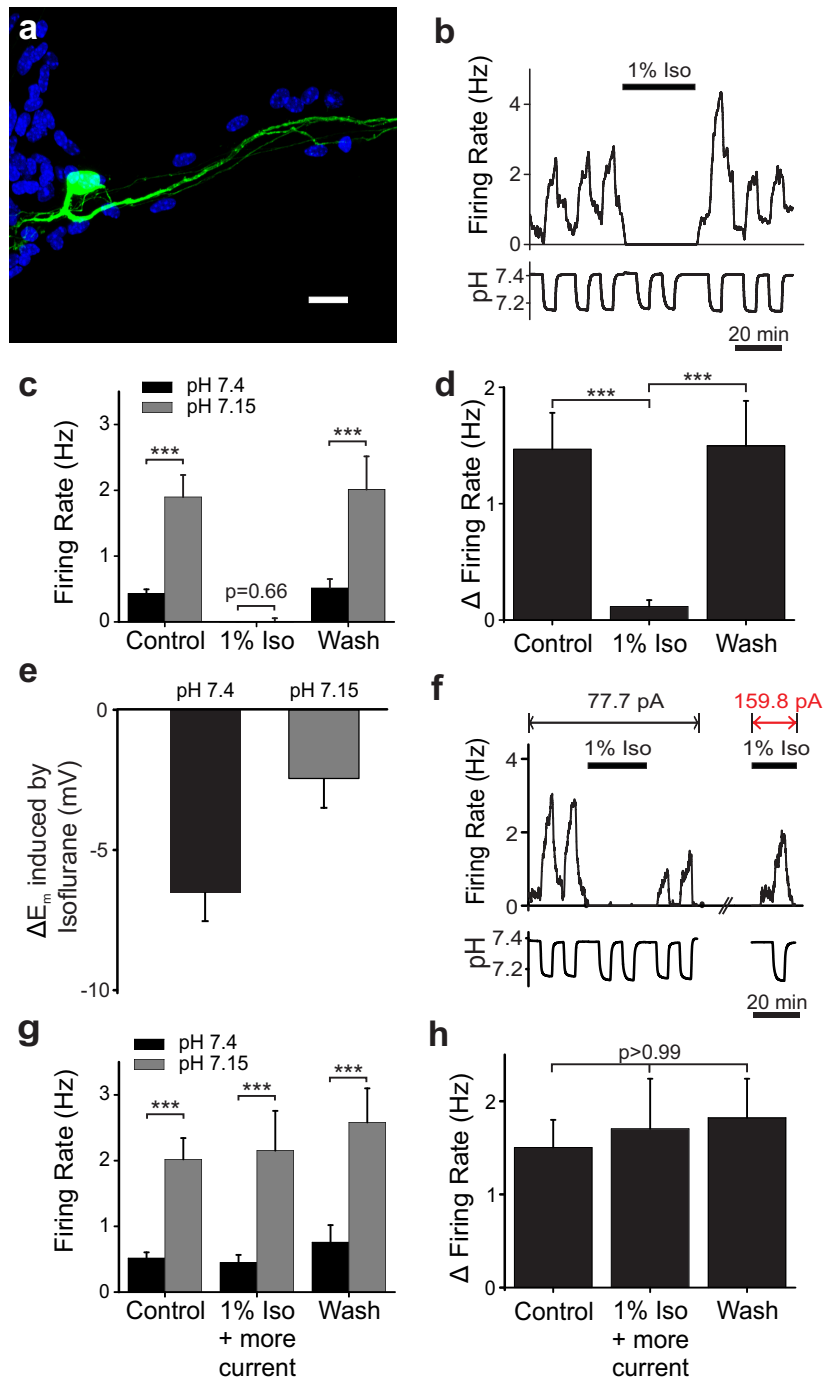 a
b
1% Iso
Firing Rate (Hz)
4
2
0
pH
7.4
7.2
20 min
c
pH 7.4
pH 7.15
Firing Rate (Hz)
3
2
1
0
***
p=0.66
***
Control
1% Iso
Wash
d
Δ Firing Rate (Hz)
2
1
0
***
***
Control
1% Iso
Wash
e
pH 7.4
pH 7.15
ΔEm induced by
Isoflurane (mV)
0
-5
-10
f
77.7 pA
159.8 pA
1% Iso
1% Iso
Firing Rate (Hz)
4
2
0
//
pH
7.4
7.2
20 min
g
pH 7.4
pH 7.15
Firing Rate (Hz)
3
2
1
0
***
***
***
Control
1% Iso
+ more
current
Wash
h
p>0.99
Δ Firing Rate (Hz)
2
1
0
Control
1% Iso
+ more
current
Wash